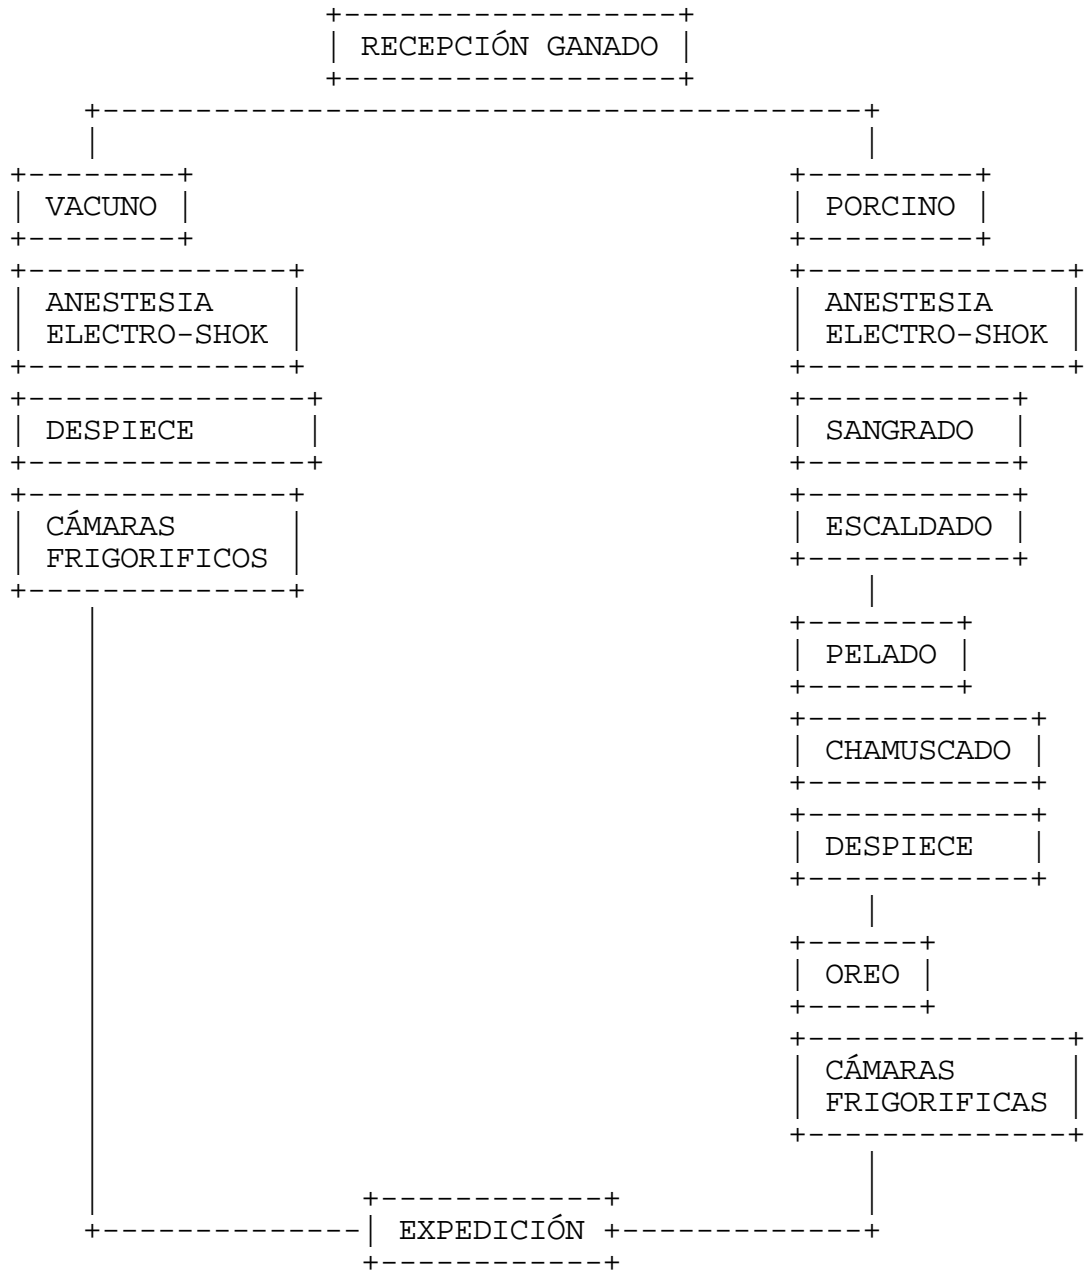 RECEPCIÓN GANADO
VACUNO
PORCINO
ANESTESIA
ELECTRO-SHOK
ANESTESIA
ELECTRO-SHOK
DESPIECE
SANGRADO
CÁMARAS
FRIGORIFICOS
ESCALDADO
PELADO
CHAMUSCADO
DESPIECE
OREO
CÁMARAS
FRIGORIFICAS
EXPEDICIÓN